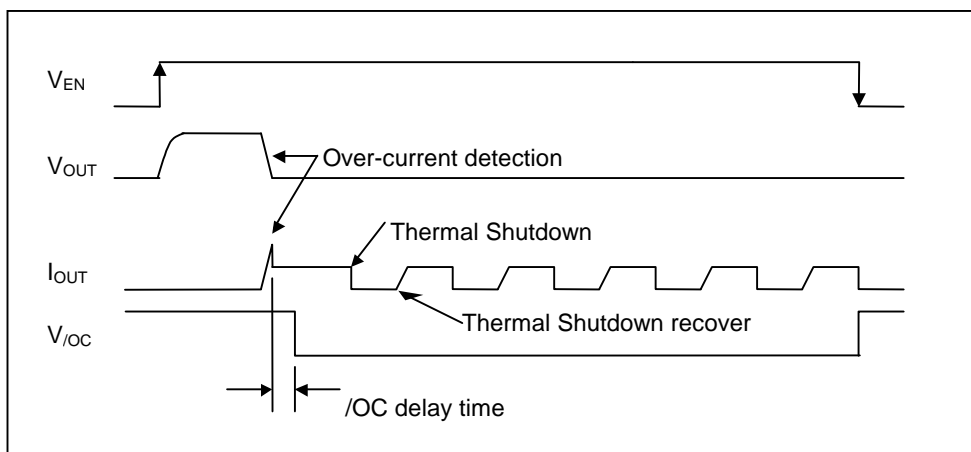 VEN
VOUT
Over-current detection
Thermal Shutdown
IOUT
Thermal Shutdown recover
V/OC
/OC delay time